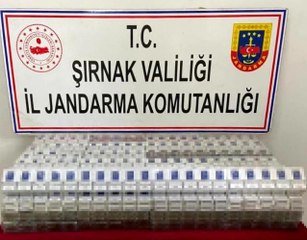 T.C.
ŞIRNAK VALİLİĞİ
İL JANDARMA KOMUTANLIĞI